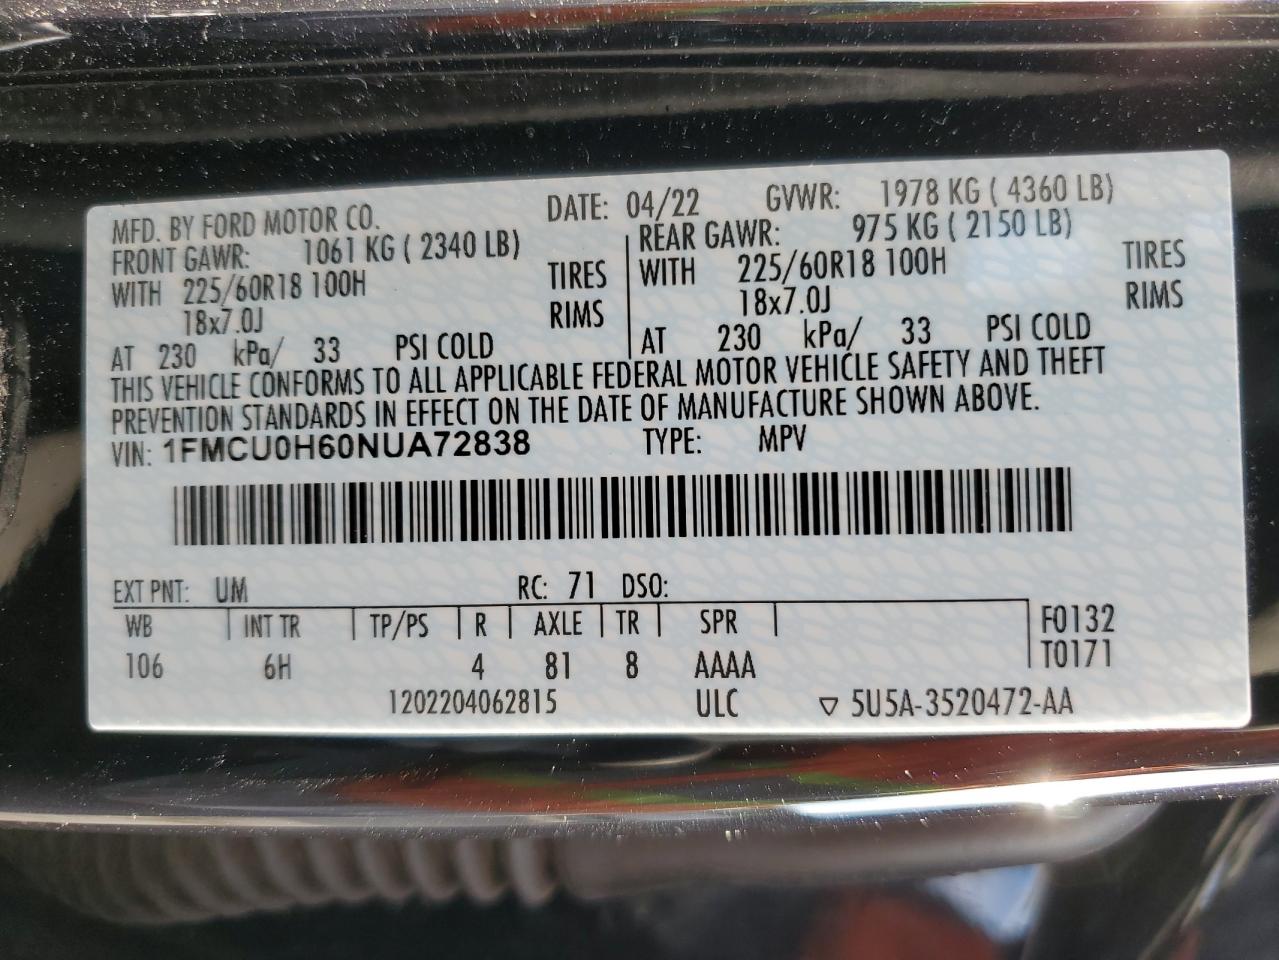 MFD. BY FORD MOTOR CO. DATE: 04/22 GVWR: 1978 KG ( 4360 LB)
FRONT GAWR: 1061 KG ( 2340 LB) REAR GAWR: 975 KG ( 2150 LB)
WITH 225/60R18 100H TIRES WITH 225/60R18 100H TIRES
18x7.0J RIMS 18x7.0J RIMS
AT 230 kPa/ 33 PSI COLD AT 230 kPa/ 33 PSI COLD
THIS VEHICLE CONFORMS TO ALL APPLICABLE FEDERAL MOTOR VEHICLE SAFETY AND THEFT
PREVENTION STANDARDS IN EFFECT ON THE DATE OF MANUFACTURE SHOWN ABOVE.
VIN: 1FMCU0H60NUA72838 TYPE: MPV
EXT PNT: UM RC: 71 DSO:
WB INT TR TP/PS R AXLE TR SPR F0132
106 6H 4 81 8 AAAA T0171
1202204062815 ULC ▽ 5U5A-3520472-AA